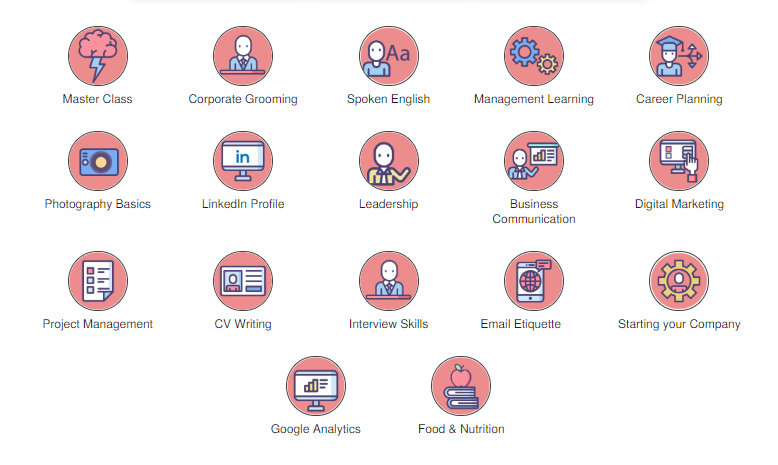 Aa
Master Class
Corporate Grooming
Spoken English
Management Learning
Career Planning
in
Photography Basics
LinkedIn Profile
Leadership
Business
Communication
Digital Marketing
Project Management
CV Writing
Interview Skills
Email Etiquette
Starting your Company
Google Analytics
Food & Nutrition